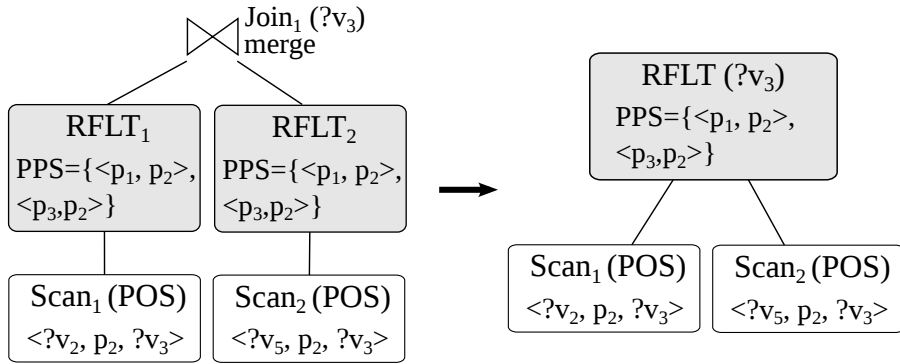 Join₁ (?v₃)
merge
RFLT₁
PPS={<p₁, p₂>,
<p₃,p₂>}
RFLT₂
PPS={<p₁, p₂>,
<p₃,p₂>}
Scan₁ (POS)
<?v₂, p₂, ?v₃>
Scan₂ (POS)
<?v₅, p₂, ?v₃>
RFLT (?v₃)
PPS={<p₁, p₂>,
<p₃,p₂>}
Scan₁ (POS)
<?v₂, p₂, ?v₃>
Scan₂ (POS)
<?v₅, p₂, ?v₃>